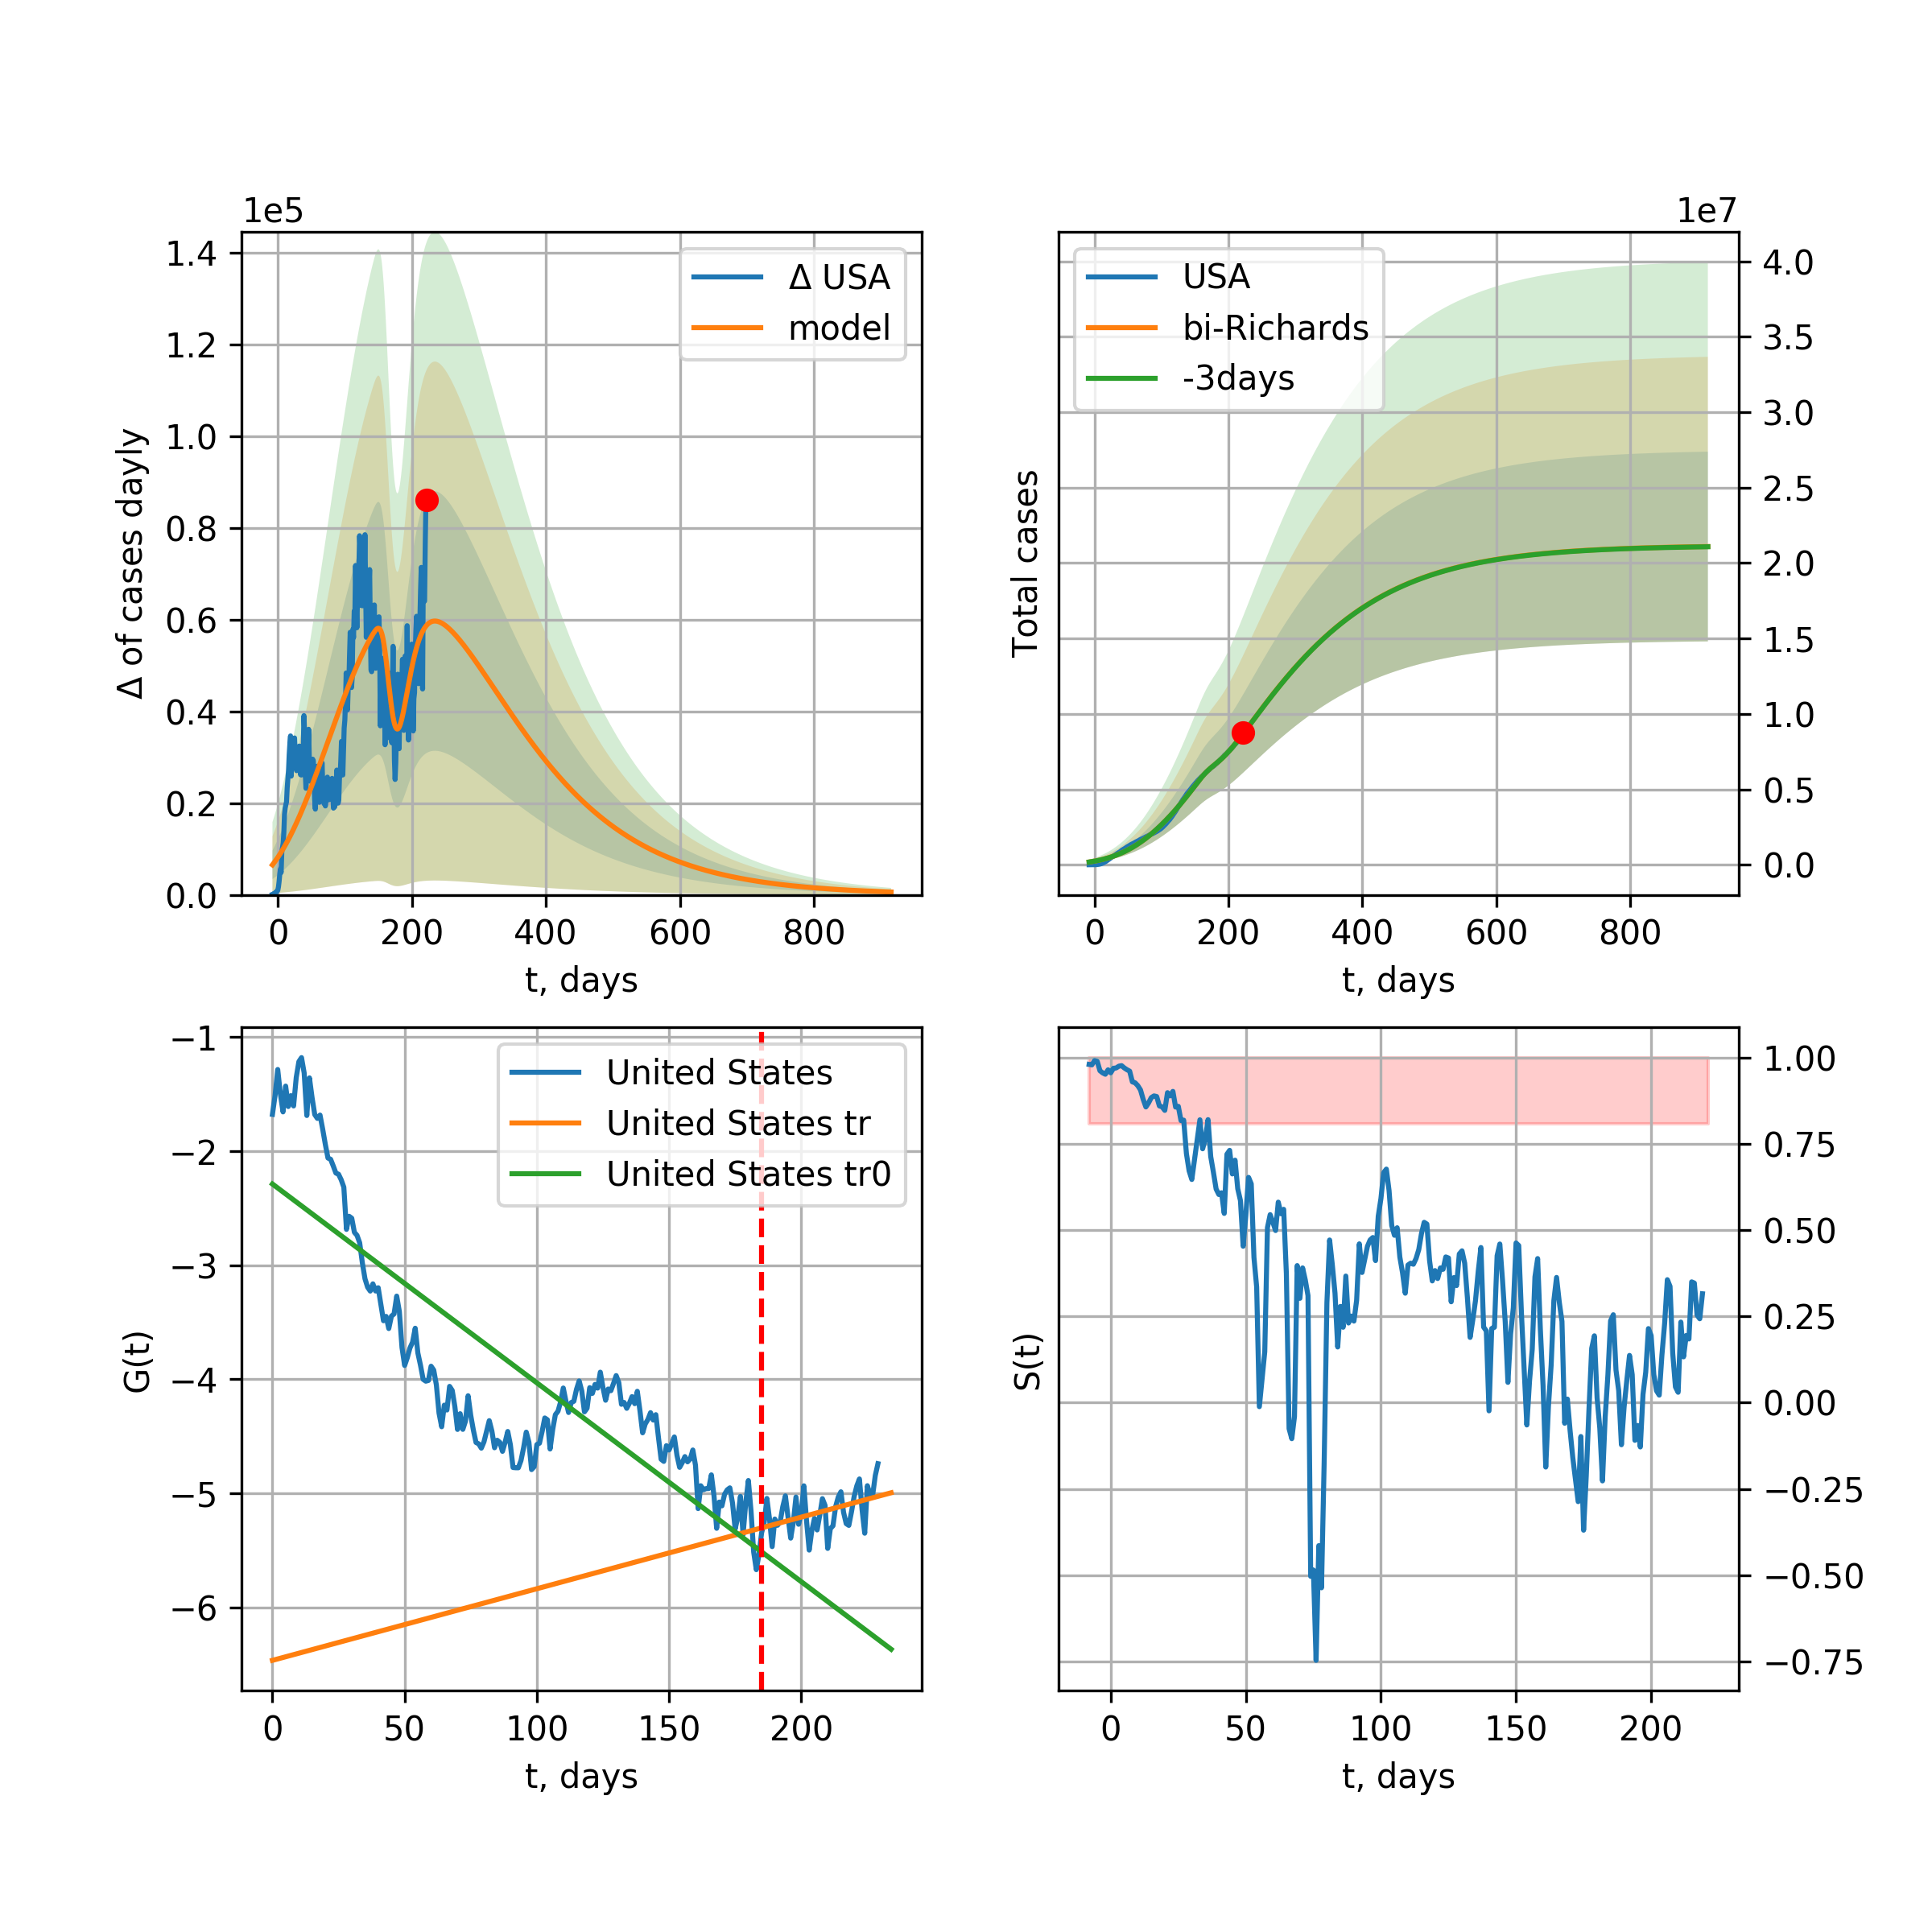 1e5
1.4
1.2
1.0
0.8
0.6
0.4
0.2
0.0
Δ of cases dayly
Δ USA
model
0 200 400 600 800
t, days
1e7
USA
bi-Richards
-3days
Total cases
4.0
3.5
3.0
2.5
2.0
1.5
1.0
0.5
0.0
0 200 400 600 800
t, days
−1
−2
−3
−4
−5
−6
G(t)
United States
United States tr
United States tr0
0 50 100 150 200
t, days
S(t)
1.00
0.75
0.50
0.25
0.00
−0.25
−0.50
−0.75
0 50 100 150 200
t, days